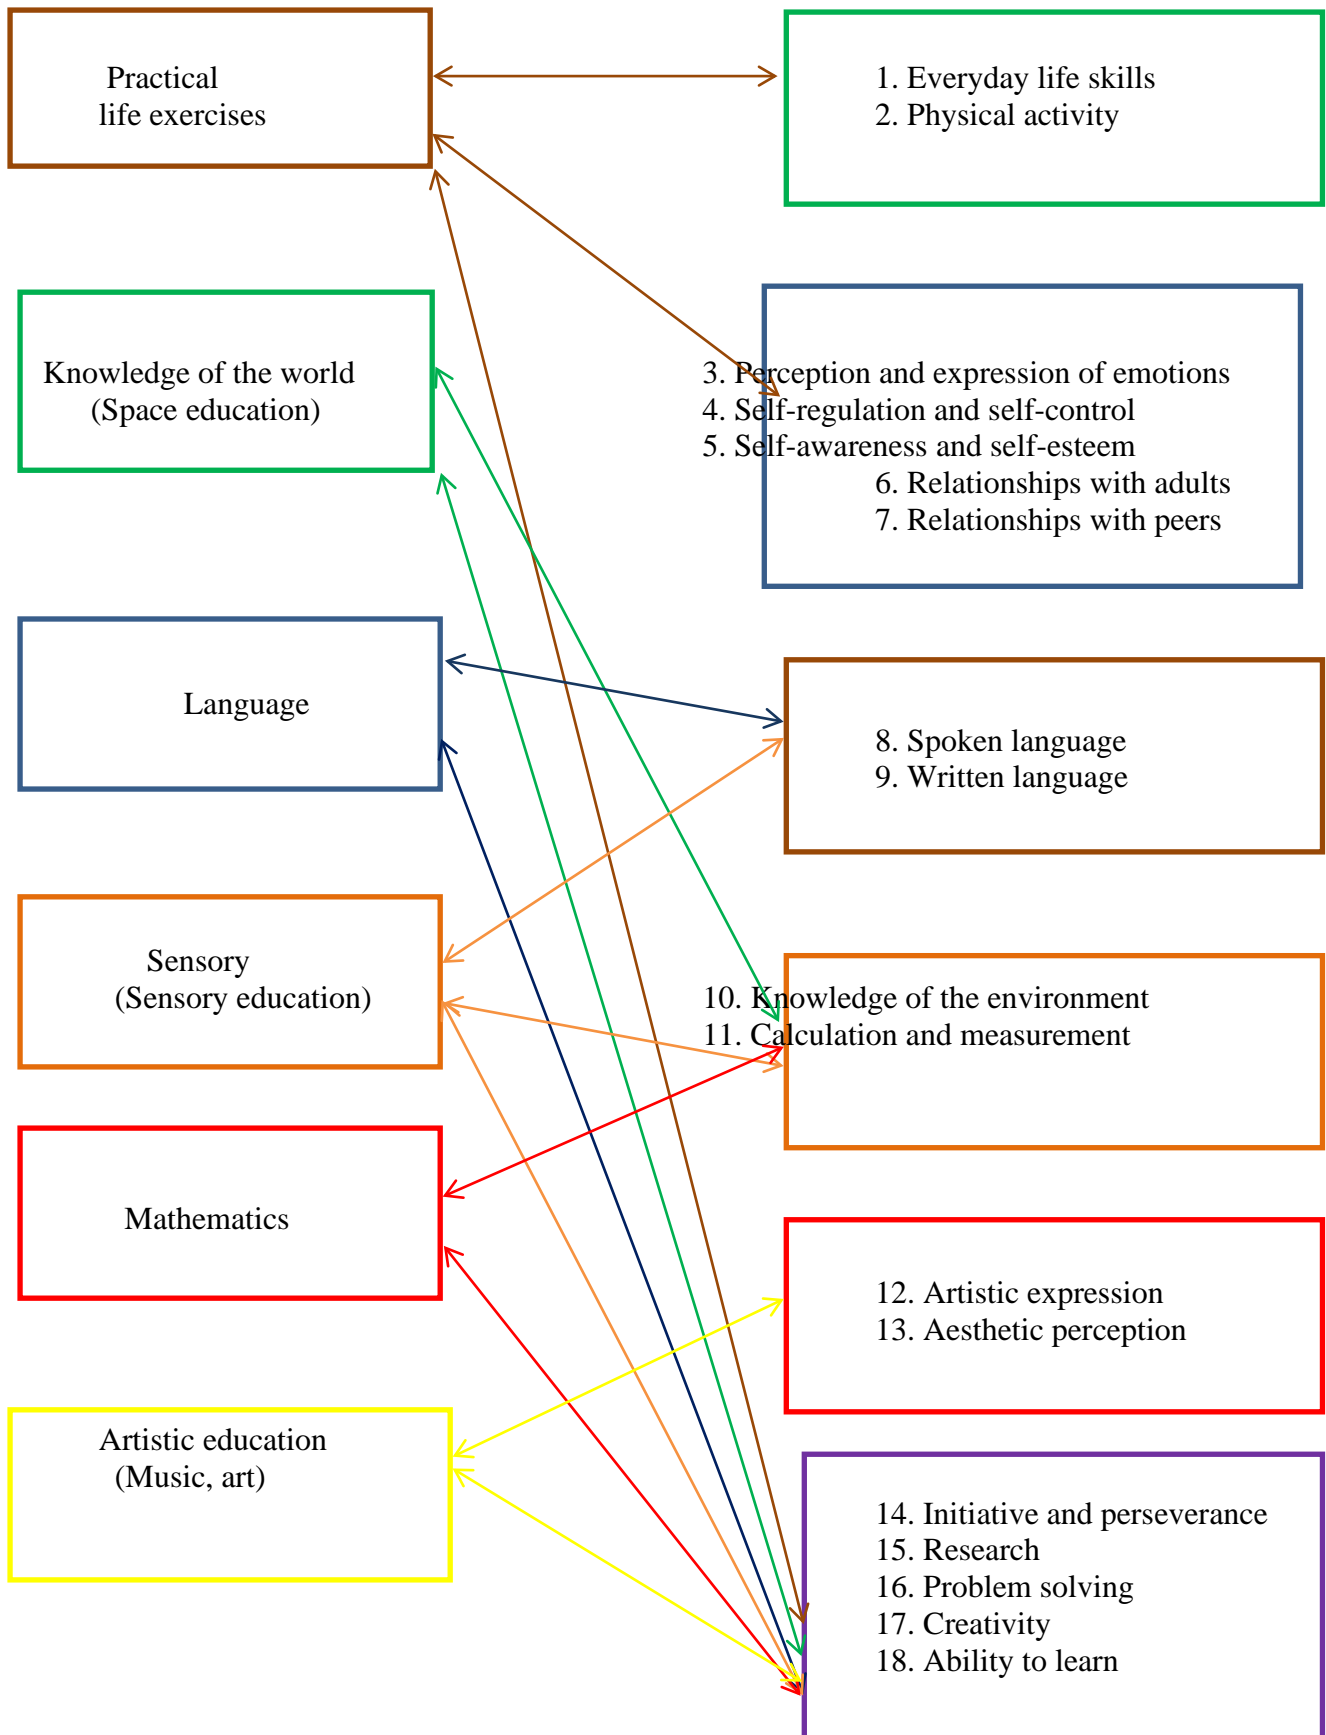 Practical
life exercises
1. Everyday life skills
2. Physical activity
Knowledge of the world
(Space education)
3. Perception and expression of emotions
4. Self-regulation and self-control
5. Self-awareness and self-esteem
6. Relationships with adults
7. Relationships with peers
Language
8. Spoken language
9. Written language
Sensory
(Sensory education)
10. Knowledge of the environment
11. Calculation and measurement
Mathematics
12. Artistic expression
13. Aesthetic perception
Artistic education
(Music, art)
14. Initiative and perseverance
15. Research
16. Problem solving
17. Creativity
18. Ability to learn